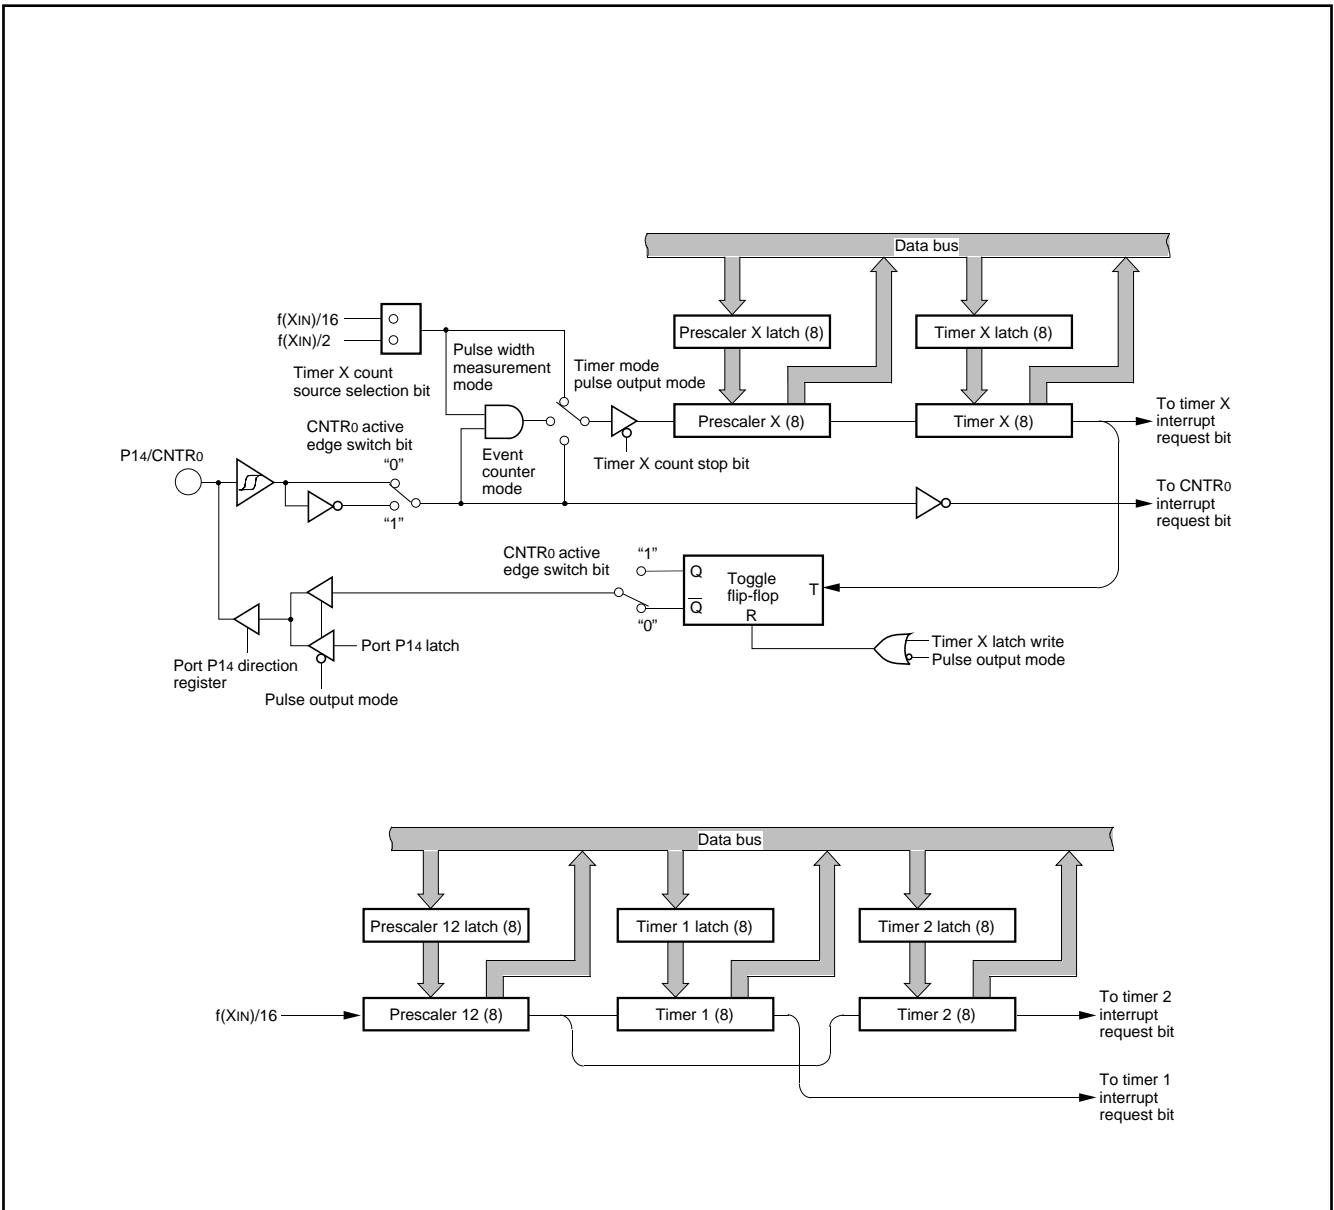 Data bus
f(XIN)/16
f(XIN)/2
Prescaler X latch (8)
Timer X latch (8)
Pulse width
measurement
mode
Timer mode
pulse output mode
Timer X count
source selection bit
Prescaler X (8)
Timer X (8)
To timer X
interrupt
request bit
CNTR0 active
edge switch bit
"0"
Event
counter
mode
Timer X count stop bit
P14/CNTR0
"1"
To CNTR0
interrupt
request bit
CNTR0 active
edge switch bit
"1"
"0"
Q
Q̅
Toggle
flip-flop
T
R
Timer X latch write
Pulse output mode
Port P14 latch
Port P14 direction
register
Pulse output mode
Data bus
Prescaler 12 latch (8)
Timer 1 latch (8)
Timer 2 latch (8)
f(XIN)/16
Prescaler 12 (8)
Timer 1 (8)
Timer 2 (8)
To timer 2
interrupt
request bit
To timer 1
interrupt
request bit